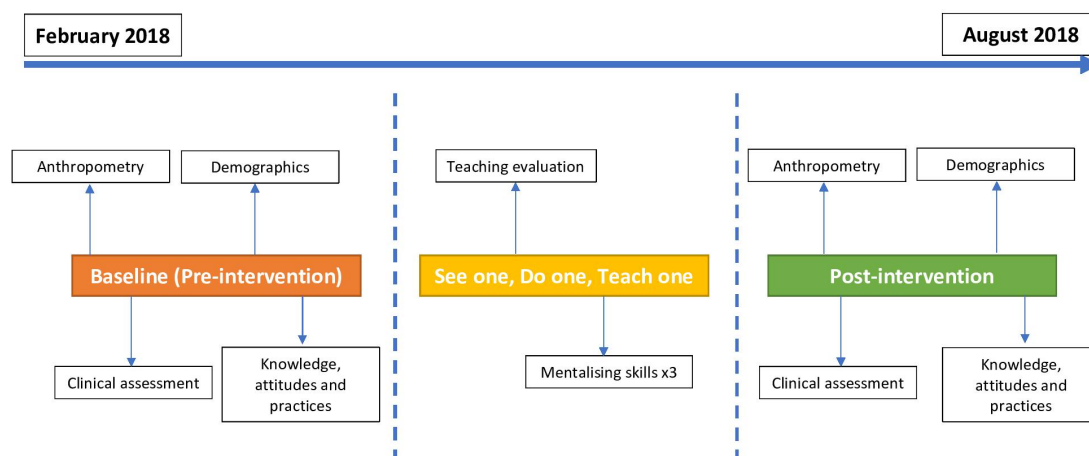 February 2018
August 2018
Anthropometry
Demographics
Teaching evaluation
Anthropometry
Demographics
Baseline (Pre-intervention)
See one, Do one, Teach one
Post-intervention
Clinical assessment
Knowledge,
attitudes and
practices
Mentalising skills x3
Clinical assessment
Knowledge,
attitudes and
practices